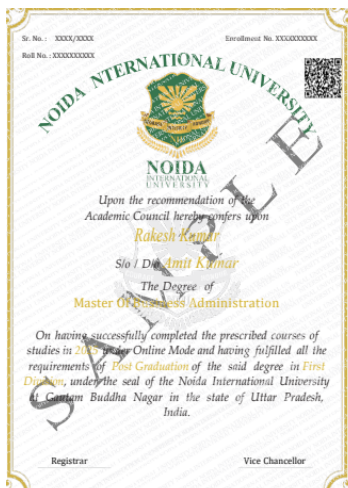 Sr. No. : XXXX/XXXX
Enrollment No. XXXXXXXXXX
Roll No. : XXXXXXXXXX
NOIDA INTERNATIONAL UNIVERSITY
NOIDA
INTERNATIONAL
UNIVERSITY
Upon the recommendation of the
Academic Council hereby confers upon
Rakesh Kumar
S/o / D/o Amit Kumar
The Degree of
Master Of Business Administration
On having successfully completed the prescribed courses of
studies in under Online Mode and having fulfilled all the
requirements of Post Graduation of the said degree in First
Division, under the seal of the Noida International University
at Gautam Buddha Nagar in the state of Uttar Pradesh,
India.
SAMPLE
Registrar
Vice Chancellor